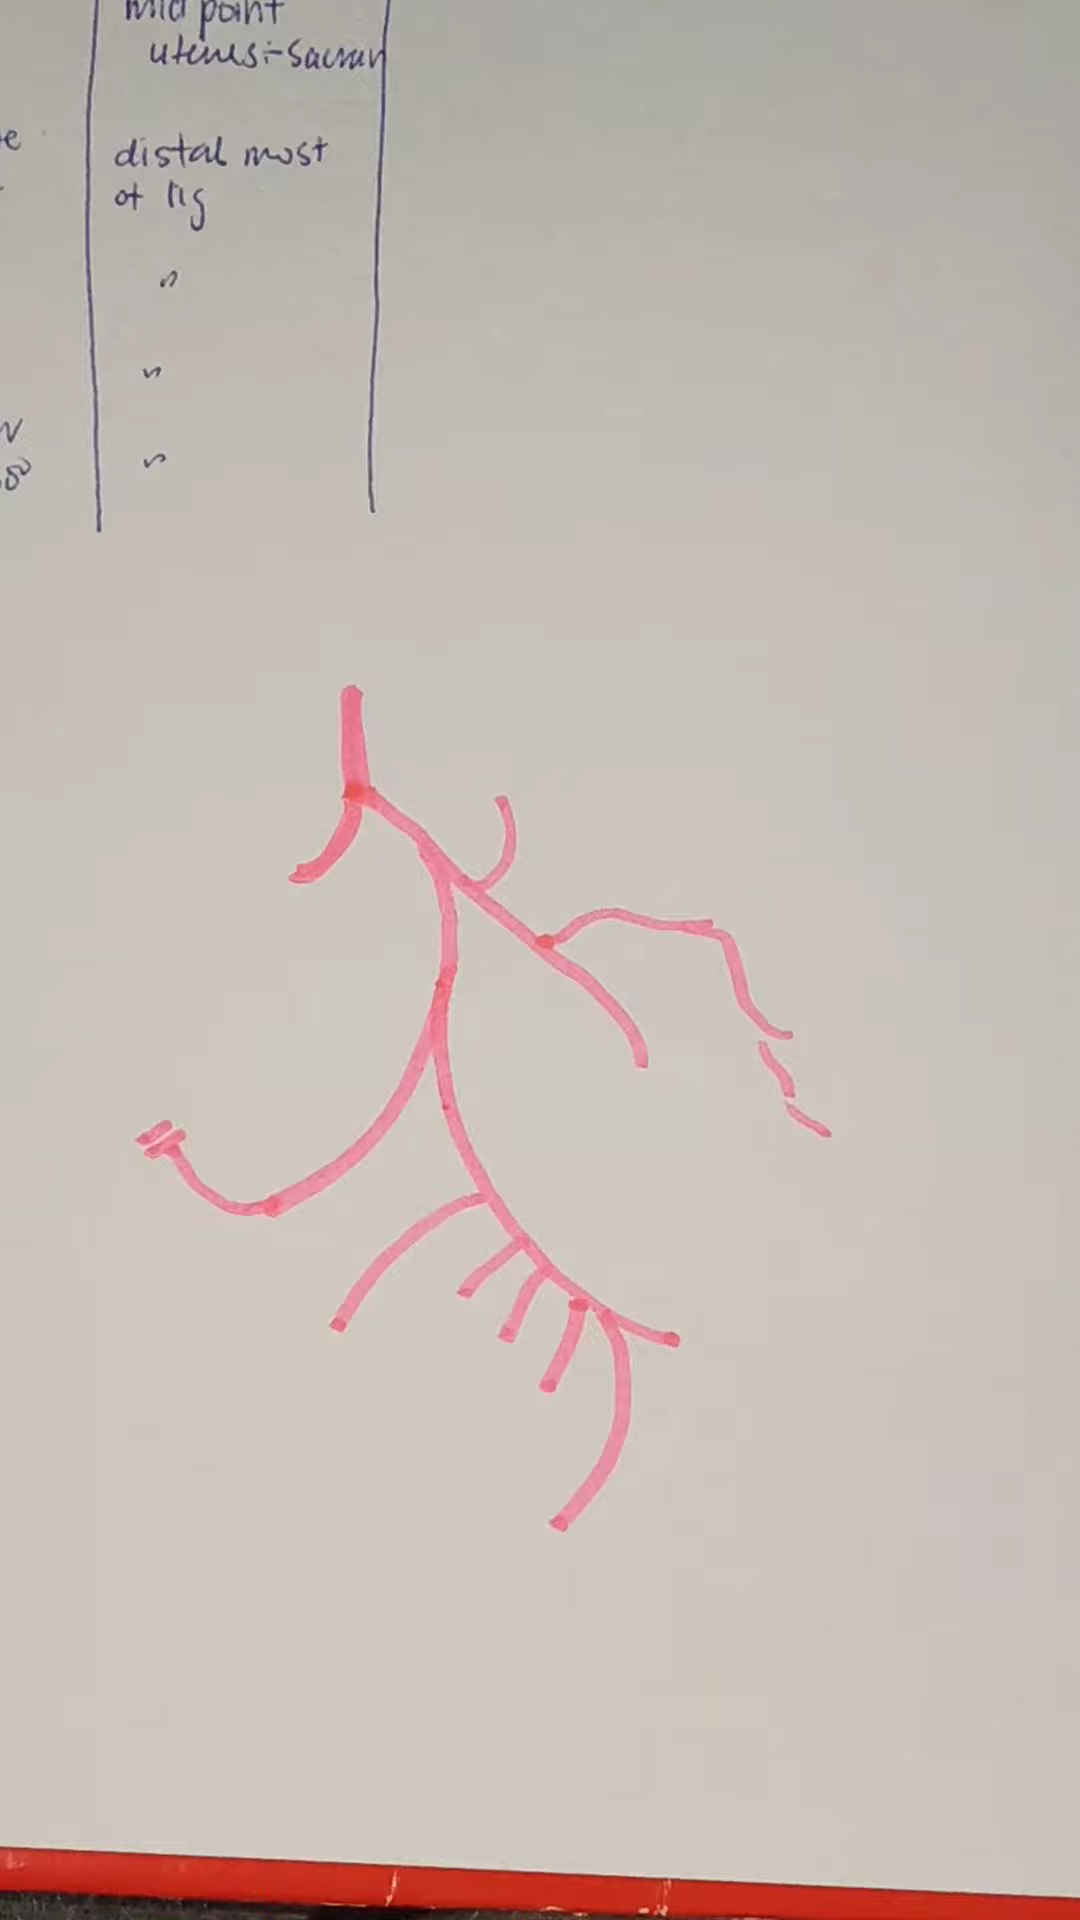 mid point
uterus÷sacrum
e
distal most
of lig